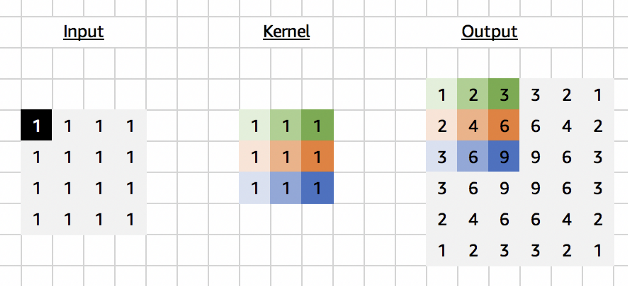 Input Kernel Output
1 2 3 3 2 1
1 1 1 1 1 1 1 2 4 6 6 4 2
1 1 1 1 1 1 1 3 6 9 9 6 3
1 1 1 1 1 1 1 3 6 9 9 6 3
1 1 1 1 2 4 6 6 4 2
1 2 3 3 2 1